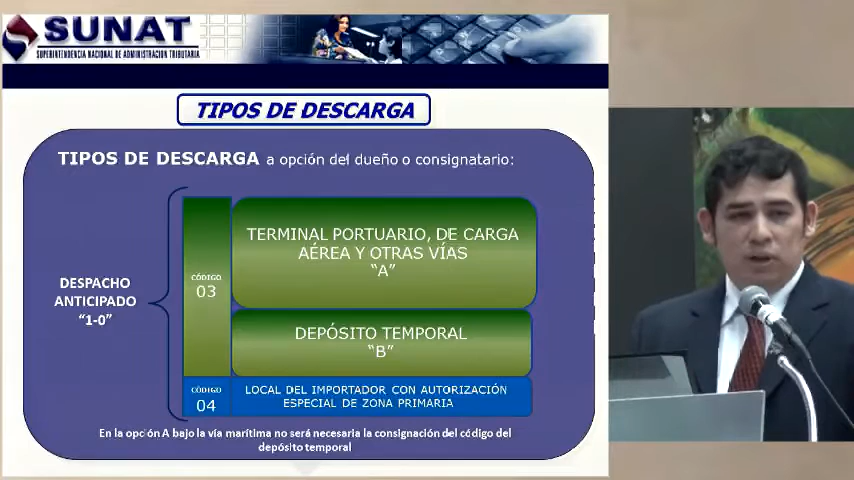 SUNAT
SUPERINTENDENCIA NACIONAL DE ADMINISTRACION TRIBUTARIA
TIPOS DE DESCARGA
TIPOS DE DESCARGA a opción del dueño o consignatario:
DESPACHO
ANTICIPADO
“1-0”
CÓDIGO
03
TERMINAL PORTUARIO, DE CARGA
AÉREA Y OTRAS VÍAS
“A”
DEPÓSITO TEMPORAL
“B”
CÓDIGO
04
LOCAL DEL IMPORTADOR CON AUTORIZACIÓN
ESPECIAL DE ZONA PRIMARIA
En la opción A bajo la vía marítima no será necesaria la consignación del código del
depósito temporal